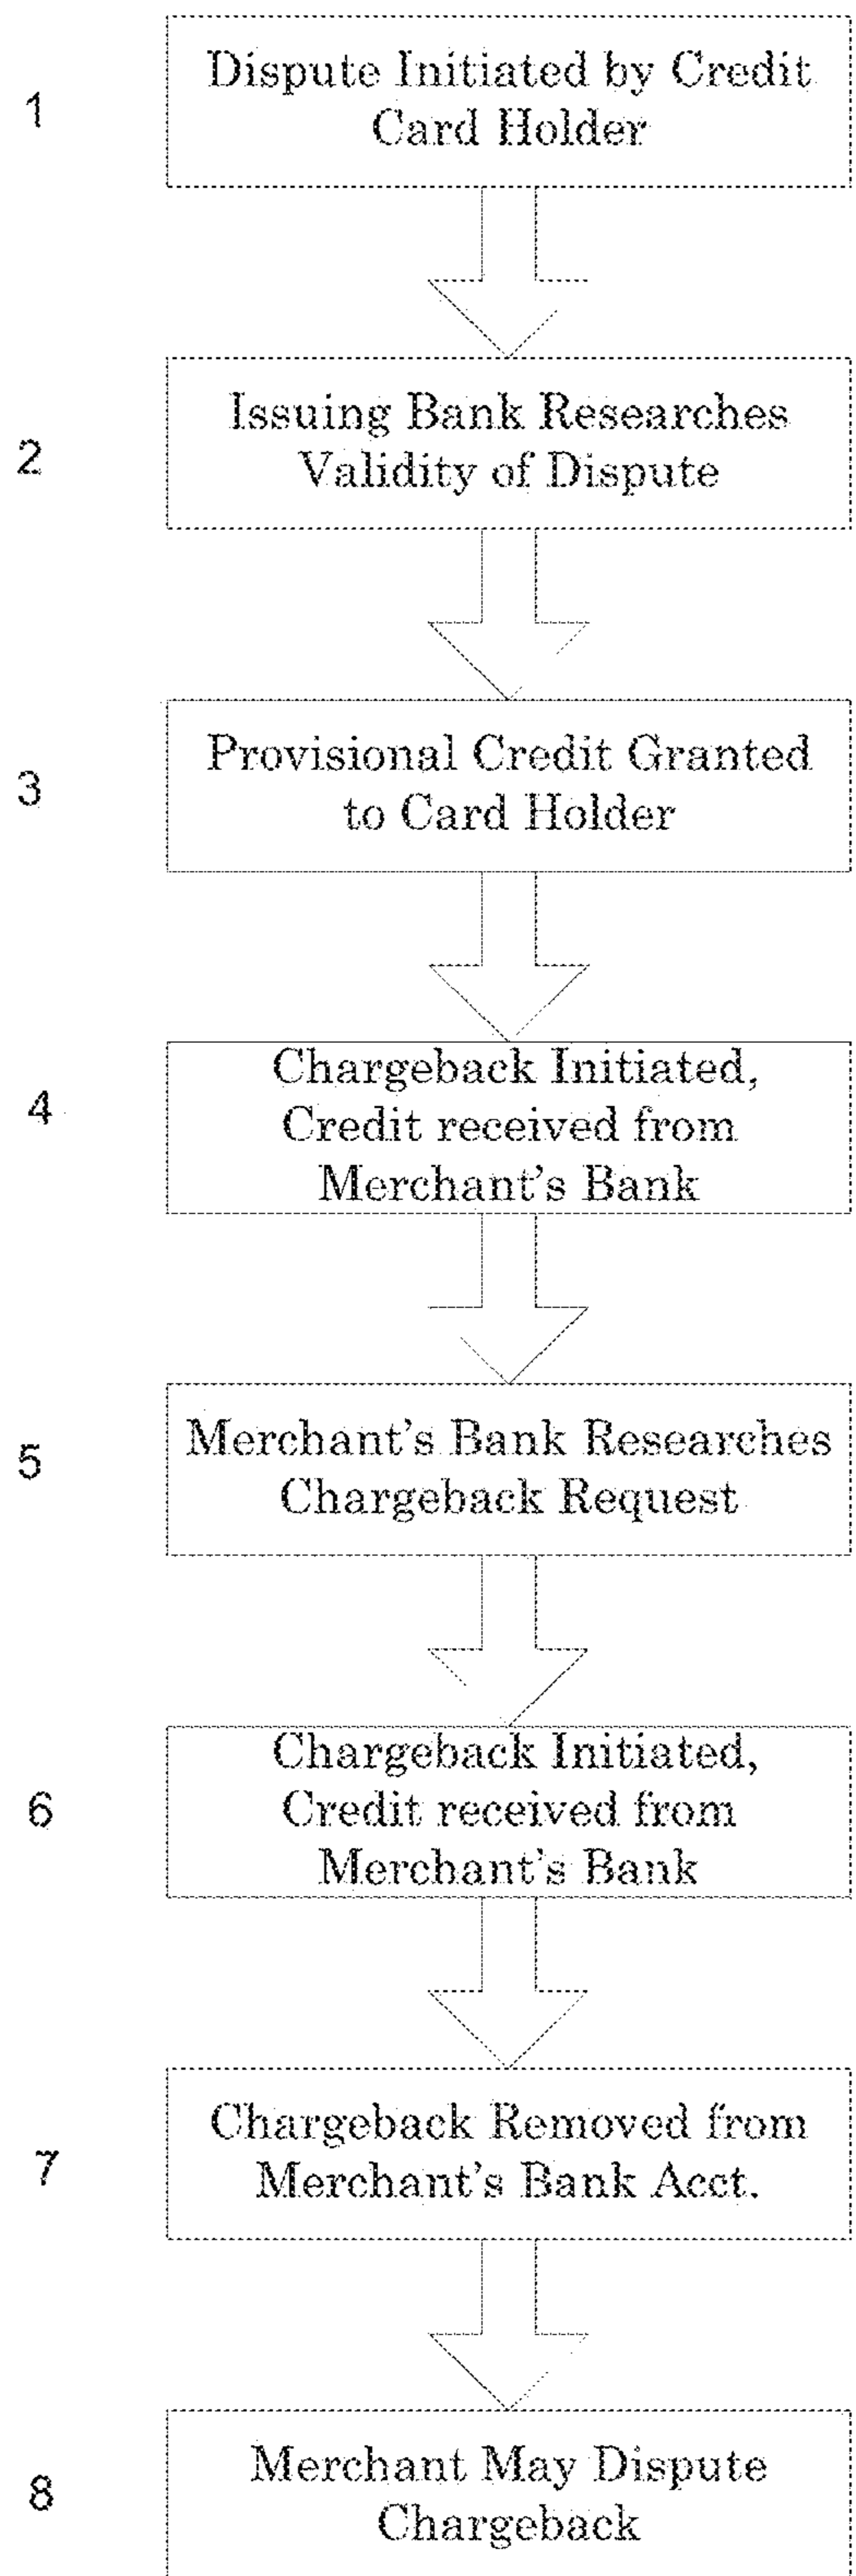 1
Dispute Initiated by Credit
Card Holder
2
Issuing Bank Researches
Validity of Dispute
3
Provisional Credit Granted
to Card Holder
4
Chargeback Initiated,
Credit received from
Merchant's Bank
5
Merchant's Bank Researches
Chargeback Request
6
Chargeback Initiated,
Credit received from
Merchant's Bank
7
Chargeback Removed from
Merchant's Bank Acct.
8
Merchant May Dispute
Chargeback